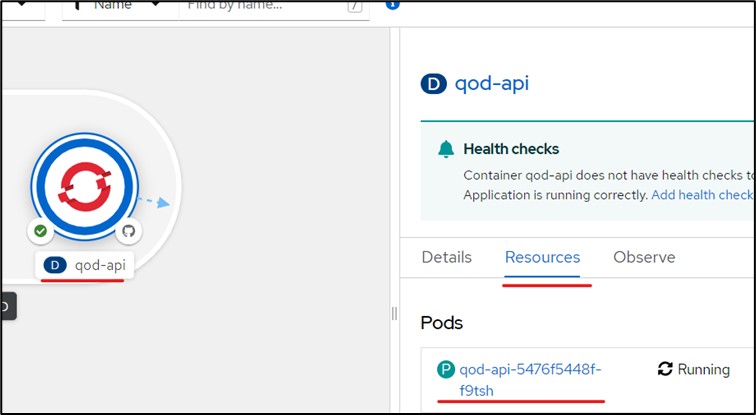 Name
Find by name...
/
i
D qod-api
Health checks
Container qod-api does not have health checks to
Application is running correctly. Add health check
Details Resources Observe
D qod-api
D
Pods
P qod-api-5476f5448f-
f9tsh
Running